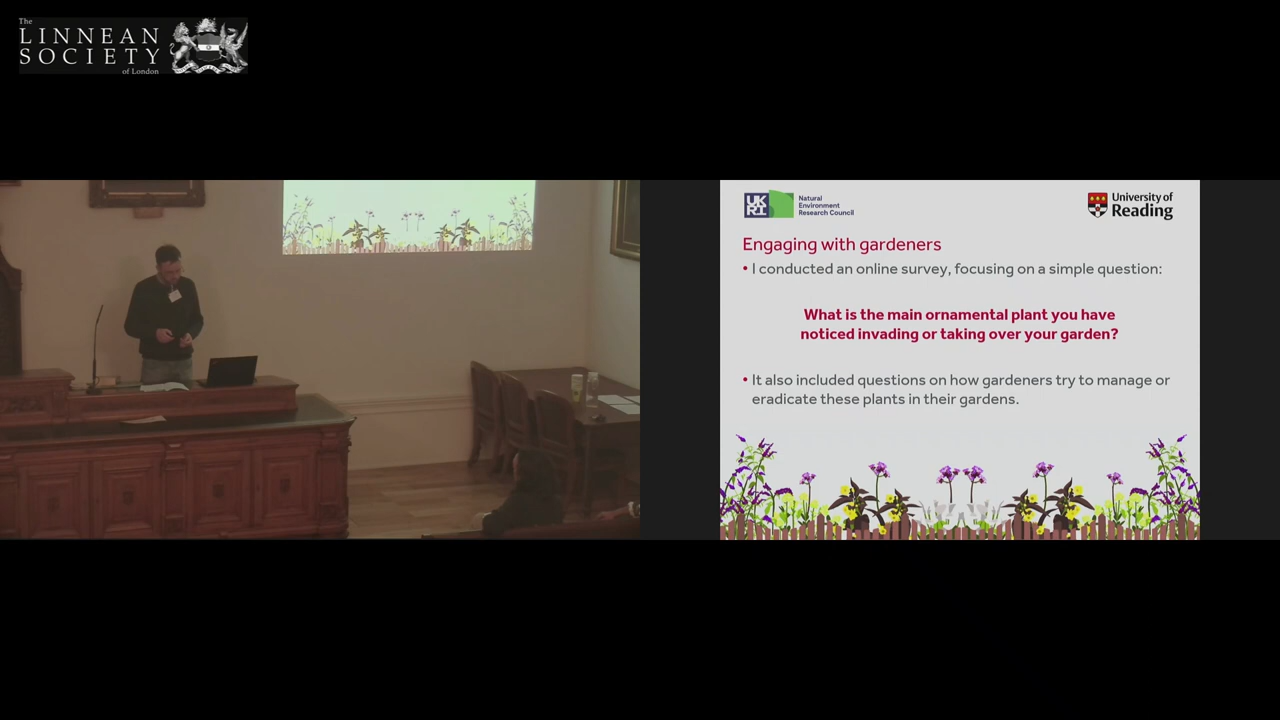 The
LINNEAN
SOCIETY
of London
UK
RI
Natural
Environment
Research Council
University of
Reading
Engaging with gardeners
• I conducted an online survey, focusing on a simple question:
What is the main ornamental plant you have
noticed invading or taking over your garden?
• It also included questions on how gardeners try to manage or
eradicate these plants in their gardens.